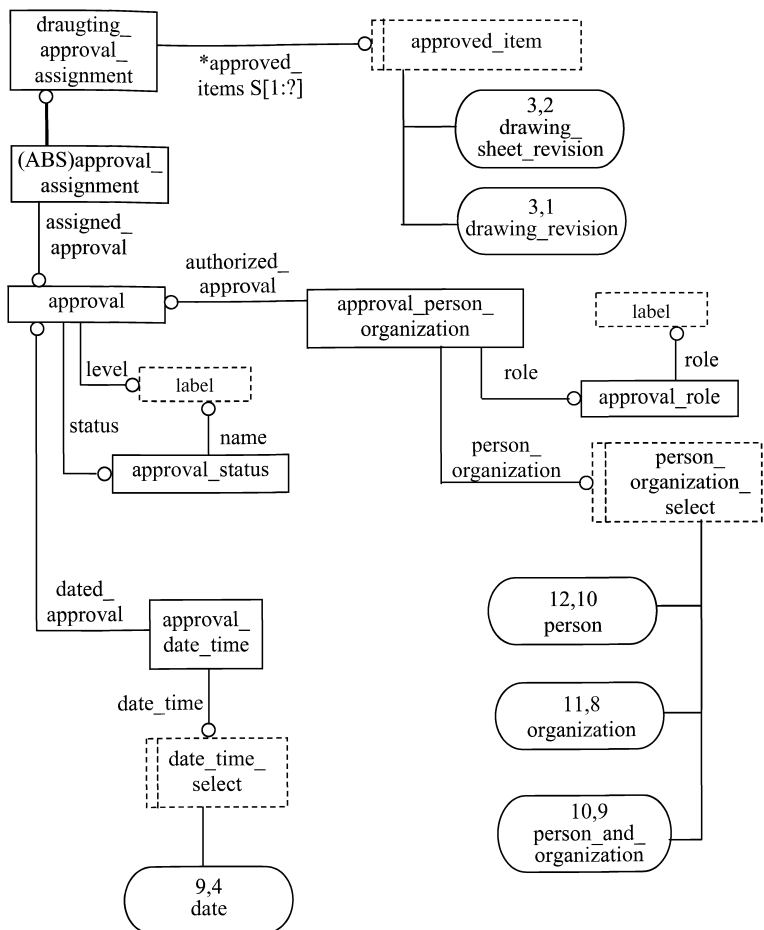 draugting_
approval_
assignment
*approved_
items S[1:?]
approved_item
3,2
drawing_
sheet_revision
3,1
drawing_revision
(ABS)approval_
assignment
assigned_
approval
approval
authorized_
approval
approval_person_
organization
label
role
approval_role
role
level
label
status
name
approval_status
person_
organization
person_
organization_
select
12,10
person
11,8
organization
10,9
person_and_
organization
dated_
approval
approval_
date_time
date_time
date_time_
select
9,4
date